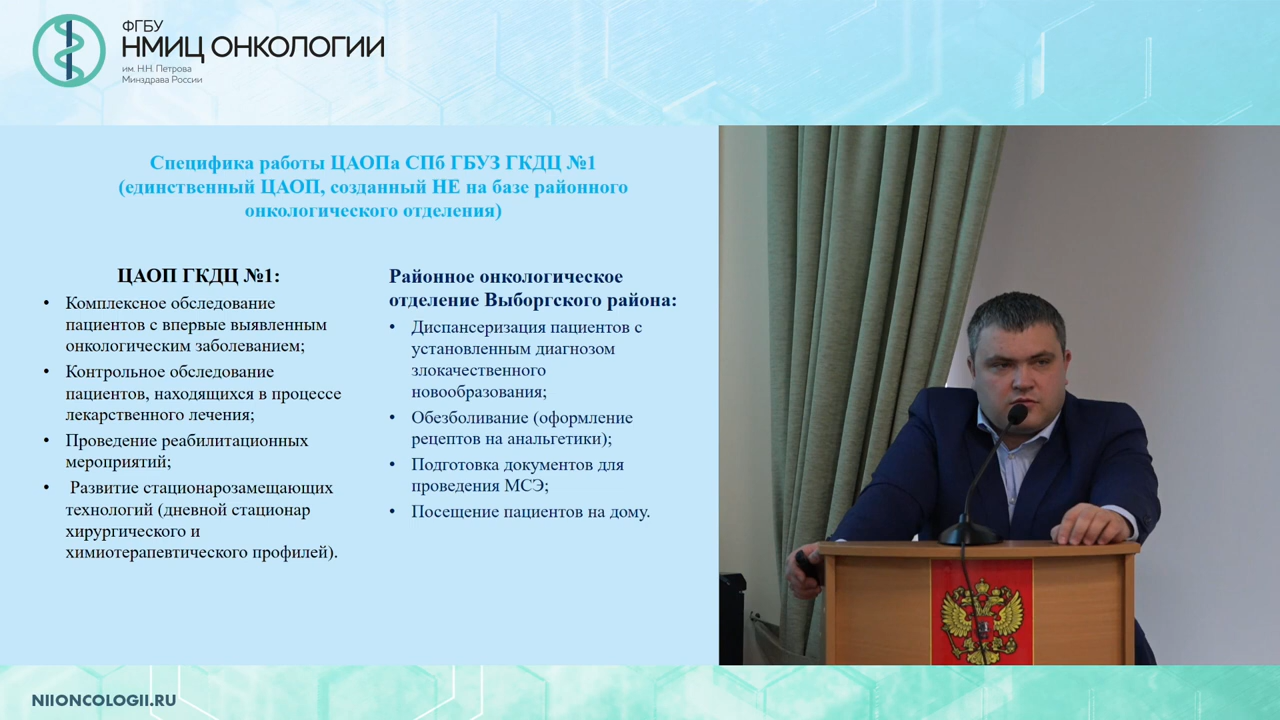 ФГБУ
НМИЦ ОНКОЛОГИИ
им. Н.Н. Петрова
Минздрава России
Специфика работы ЦАОПа СПб ГБУЗ ГКДЦ №1
(единственный ЦАОП, созданный НЕ на базе районного
онкологического отделения)
ЦАОП ГКДЦ №1:
• Комплексное обследование
пациентов с впервые выявленным
онкологическим заболеванием;
• Контрольное обследование
пациентов, находящихся в процессе
лекарственного лечения;
• Проведение реабилитационных
мероприятий;
• Развитие стационарозамещающих
технологий (дневной стационар
хирургического и
химиотерапевтического профилей).
Районное онкологическое
отделение Выборгского района:
• Диспансеризация пациентов с
установленным диагнозом
злокачественного
новообразования;
• Обезболивание (оформление
рецептов на анальгетики);
• Подготовка документов для
проведения МСЭ;
• Посещение пациентов на дому.
NIIONCOLOGII.RU